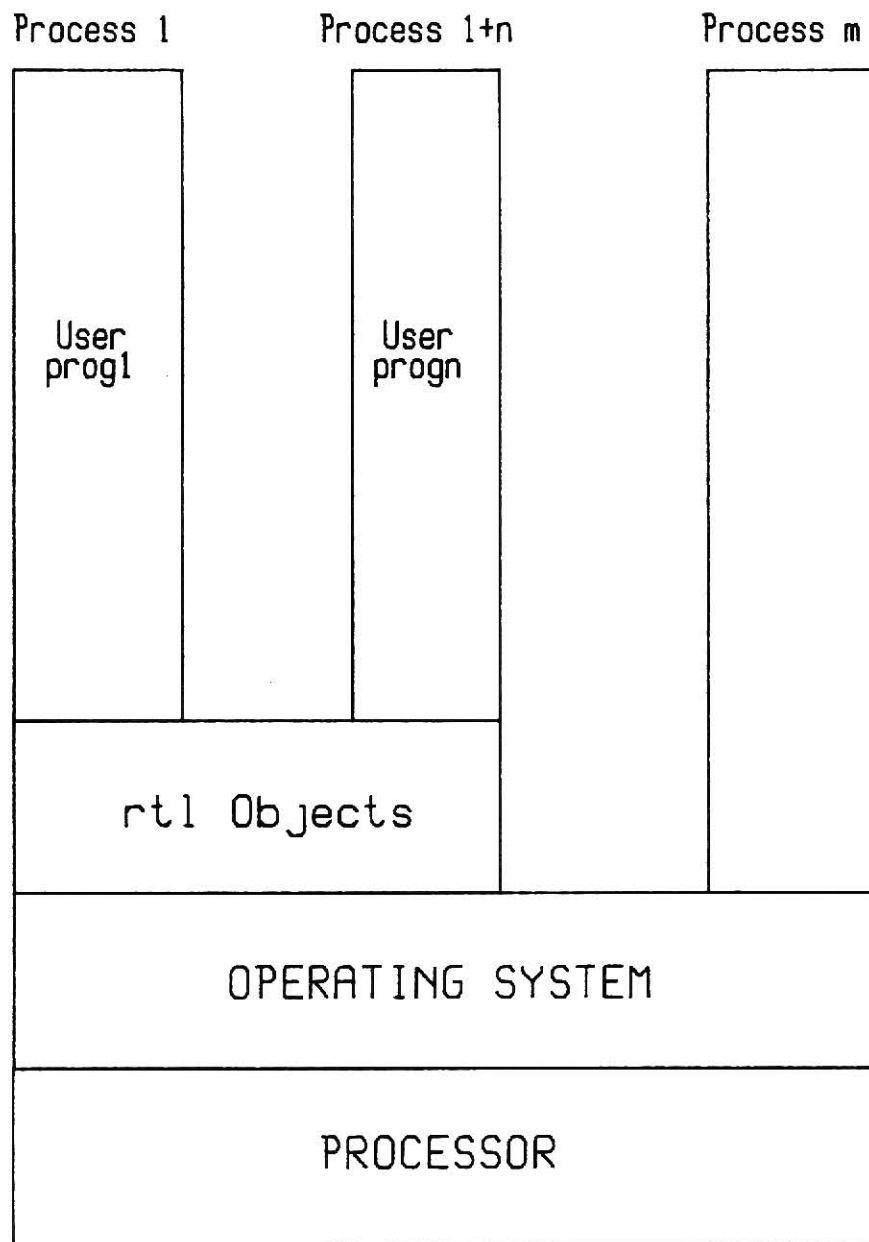 Process 1 Process 1+n Process m
User
prog1
User
progn
rtl Objects
OPERATING SYSTEM
PROCESSOR